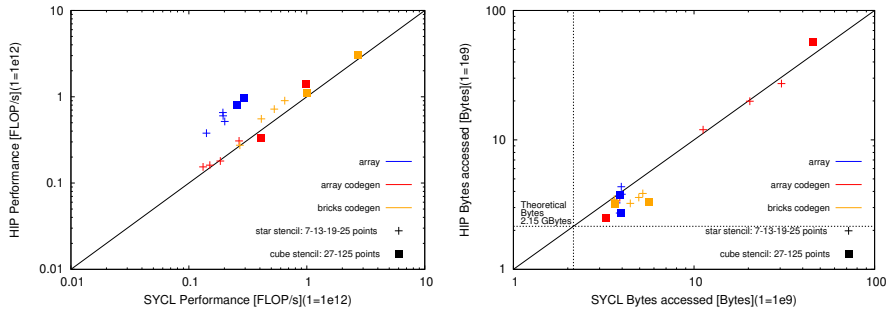 10
1
0.1
0.01
0.01
0.1
1
10
HIP Performance [FLOP/s](1=1e12)
SYCL Performance [FLOP/s](1=1e12)
array
array codegen
bricks codegen
star stencil: 7-13-19-25 points
cube stencil: 27-125 points
100
10
1
1
10
100
HIP Bytes accessed [Bytes](1=1e9)
SYCL Bytes accessed [Bytes](1=1e9)
Theoretical
Bytes
2.15 GBytes
array
array codegen
bricks codegen
star stencil: 7-13-19-25 points
cube stencil: 27-125 points